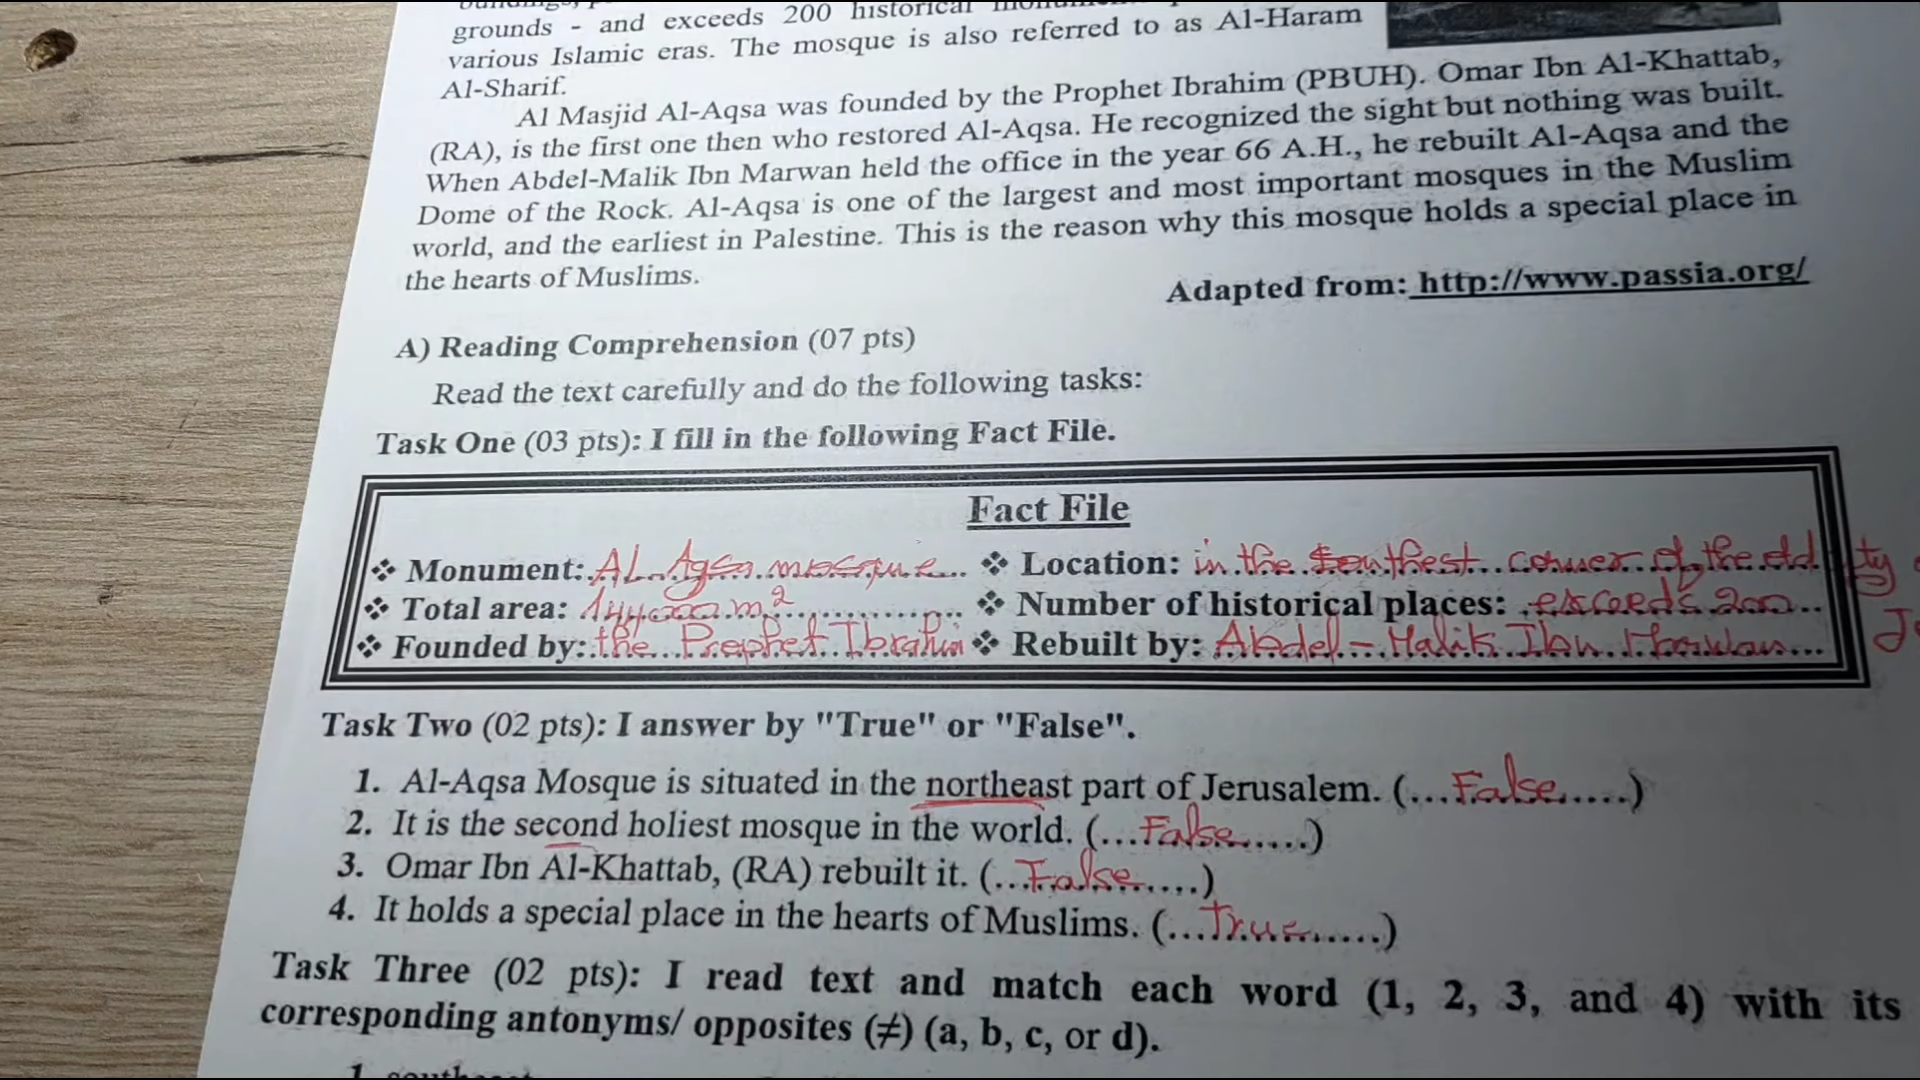 grounds - and exceeds 200 historical
various Islamic eras. The mosque is also referred to as Al-Haram
Al-Sharif.
Al Masjid Al-Aqsa was founded by the Prophet Ibrahim (PBUH). Omar Ibn Al-Khattab,
(RA), is the first one then who restored Al-Aqsa. He recognized the sight but nothing was built.
When Abdel-Malik Ibn Marwan held the office in the year 66 A.H., he rebuilt Al-Aqsa and the
Dome of the Rock. Al-Aqsa is one of the largest and most important mosques in the Muslim
world, and the earliest in Palestine. This is the reason why this mosque holds a special place in
the hearts of Muslims.
Adapted from: http://www.passia.org/
A) Reading Comprehension (07 pts)
Read the text carefully and do the following tasks:
Task One (03 pts): I fill in the following Fact File.
Fact File
❖ Monument: AL-Aqsa mosque ❖ Location: in the southest corner of the old
❖ Total area: 144000 m² ❖ Number of historical places: exceeds 200
❖ Founded by: the Prophet Ibrahim ❖ Rebuilt by: Abdel-Malik Ibn Marwan
Task Two (02 pts): I answer by "True" or "False".
1. Al-Aqsa Mosque is situated in the northeast part of Jerusalem. (...False......)
2. It is the second holiest mosque in the world. (...False......)
3. Omar Ibn Al-Khattab, (RA) rebuilt it. (...False......)
4. It holds a special place in the hearts of Muslims. (...True......)
Task Three (02 pts): I read text and match each word (1, 2, 3, and 4) with its
corresponding antonyms/ opposites (≠) (a, b, c, or d).